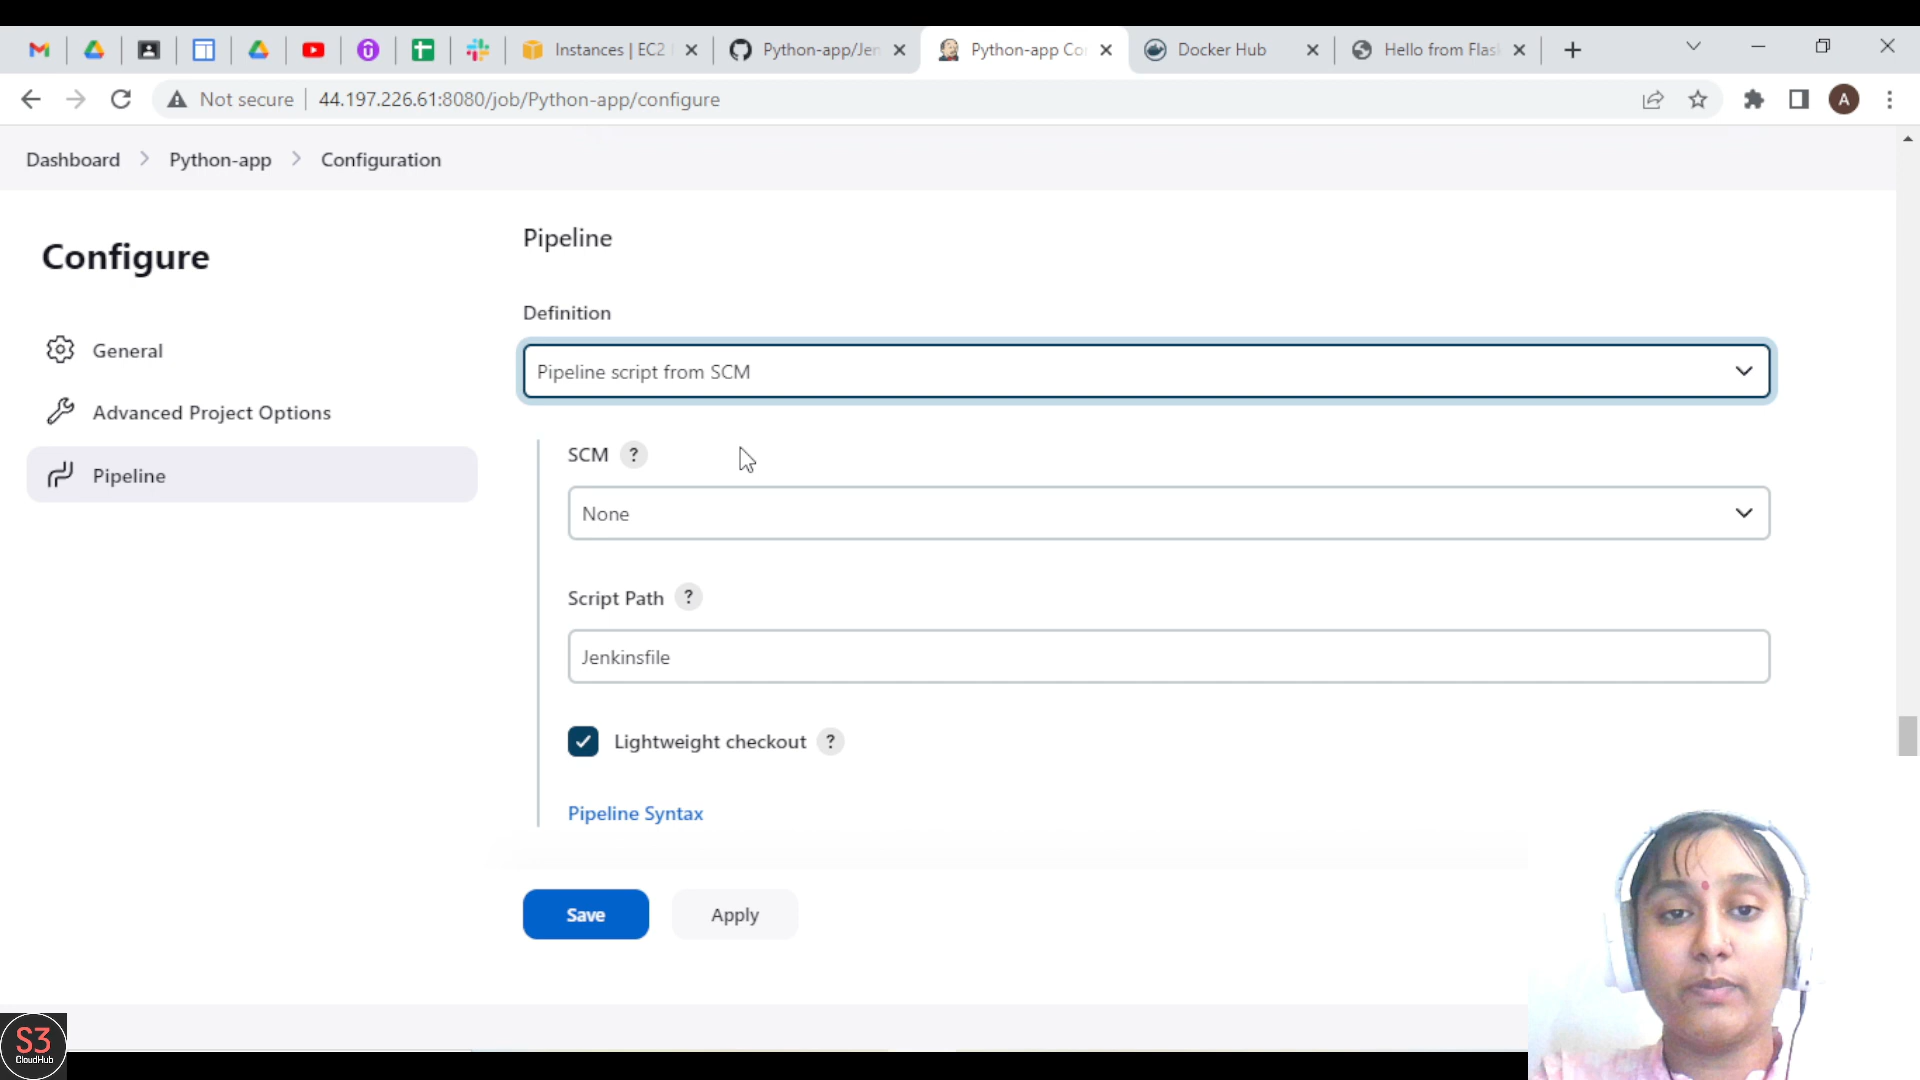 Instances | EC2
Python-app/Jen
Python-app Co
Docker Hub
Hello from Flask
Not secure
44.197.226.61:8080/job/Python-app/configure
A
Dashboard
Python-app
Configuration
Configure
General
Advanced Project Options
Pipeline
Pipeline
Definition
Pipeline script from SCM
SCM ?
None
Script Path ?
Jenkinsfile
Lightweight checkout ?
Pipeline Syntax
Save
Apply
S3
CloudHub